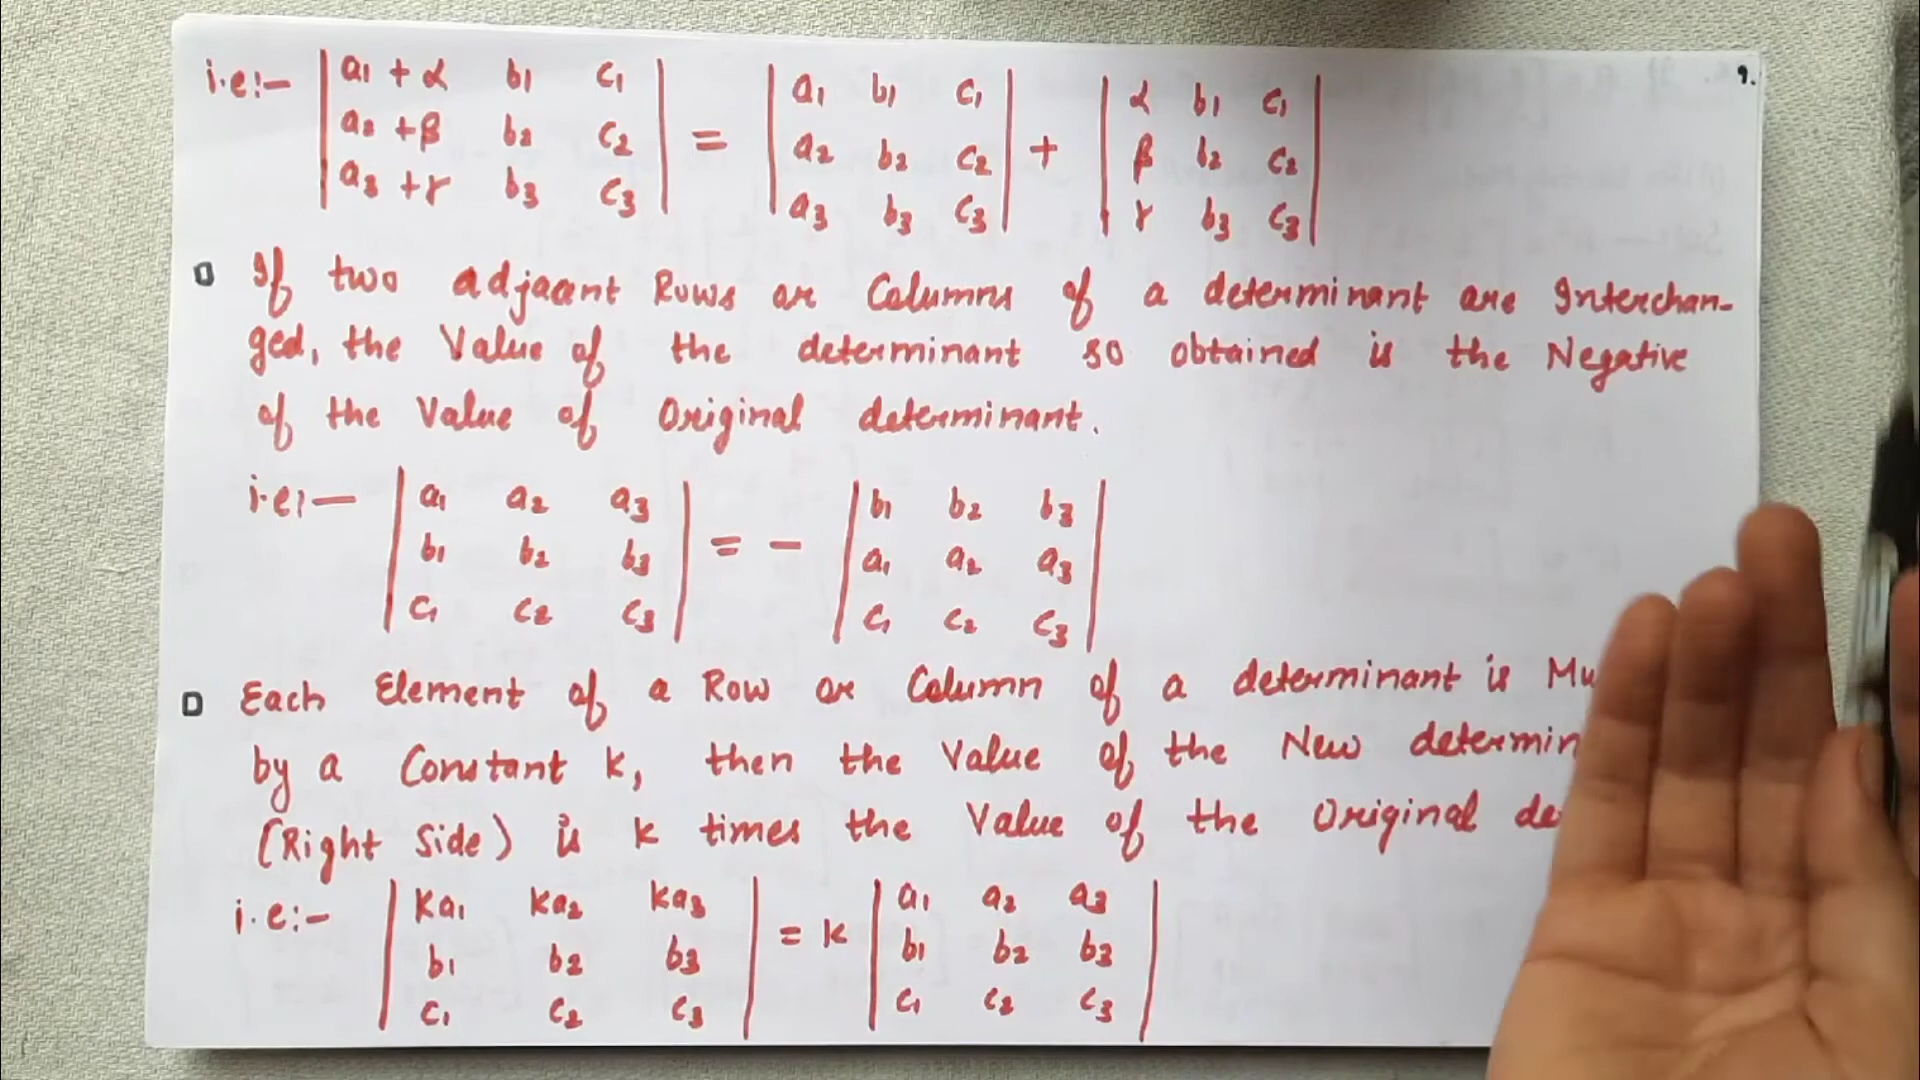 9.
i.e:- | a₁ + α b₁ c₁ | = | a₁ b₁ c₁ | + | α b₁ c₁ |
| a₂ + β b₂ c₂ | | a₂ b₂ c₂ | | β b₂ c₂ |
| a₃ + γ b₃ c₃ | | a₃ b₃ c₃ | | γ b₃ c₃ |
If two adjacent Rows or Columns of a determinant are Interchan-
ged, the Value of the determinant so obtained is the Negative
of the Value of Original determinant.
i.e:— | a₁ a₂ a₃ | = - | b₁ b₂ b₃ |
| b₁ b₂ b₃ | | a₁ a₂ a₃ |
| c₁ c₂ c₃ | | c₁ c₂ c₃ |
Each Element of a Row or Column of a determinant is
by a Constant k, then the Value of the New
(Right Side) is k times the Value of the Original
i.e:- | ka₁ ka₂ ka₃ | = k | a₁ a₂ a₃ |
| b₁ b₂ b₃ | | b₁ b₂ b₃ |
| c₁ c₂ c₃ | | c₁ c₂ c₃ |